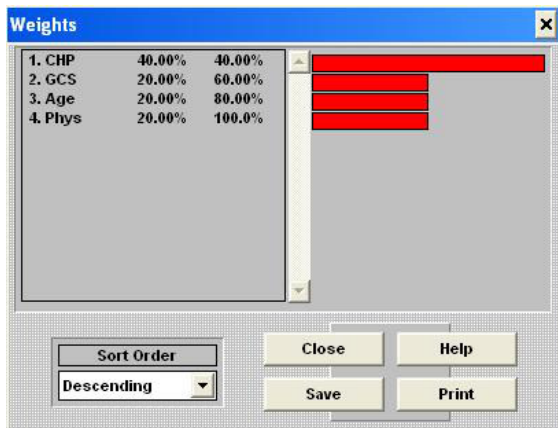 Weights
1. CHP 40.00% 40.00%
2. GCS 20.00% 60.00%
3. Age 20.00% 80.00%
4. Phys 20.00% 100.0%
Sort Order
Descending
Close Help
Save Print